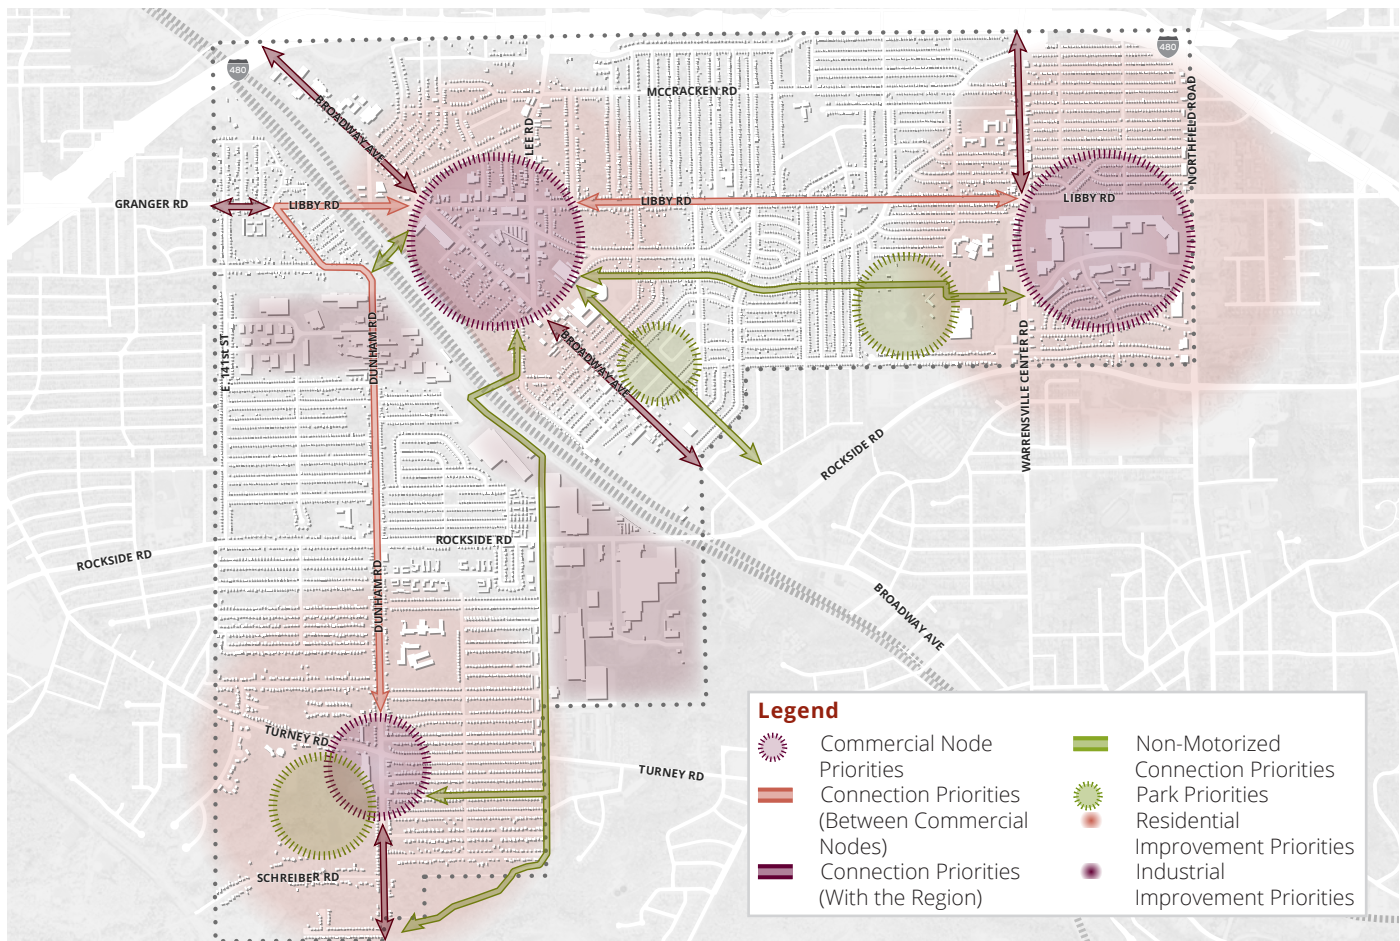 480
480
MCCRACKEN RD
BROADWAY AVE
LEE RD
NORTHFIELD ROAD
GRANGER RD
LIBBY RD
LIBBY RD
LIBBY RD
DUNHAM RD
E. 141st ST
BROADWAY AVE
WARRENSVILLE CENTER RD
ROCKSIDE RD
ROCKSIDE RD
ROCKSIDE RD
DUNHAM RD
BROADWAY AVE
TURNEY RD
TURNEY RD
SCHREIBER RD
Legend
Commercial Node
Priorities
Connection Priorities
(Between Commercial
Nodes)
Connection Priorities
(With the Region)
Non-Motorized
Connection Priorities
Park Priorities
Residential
Improvement Priorities
Industrial
Improvement Priorities